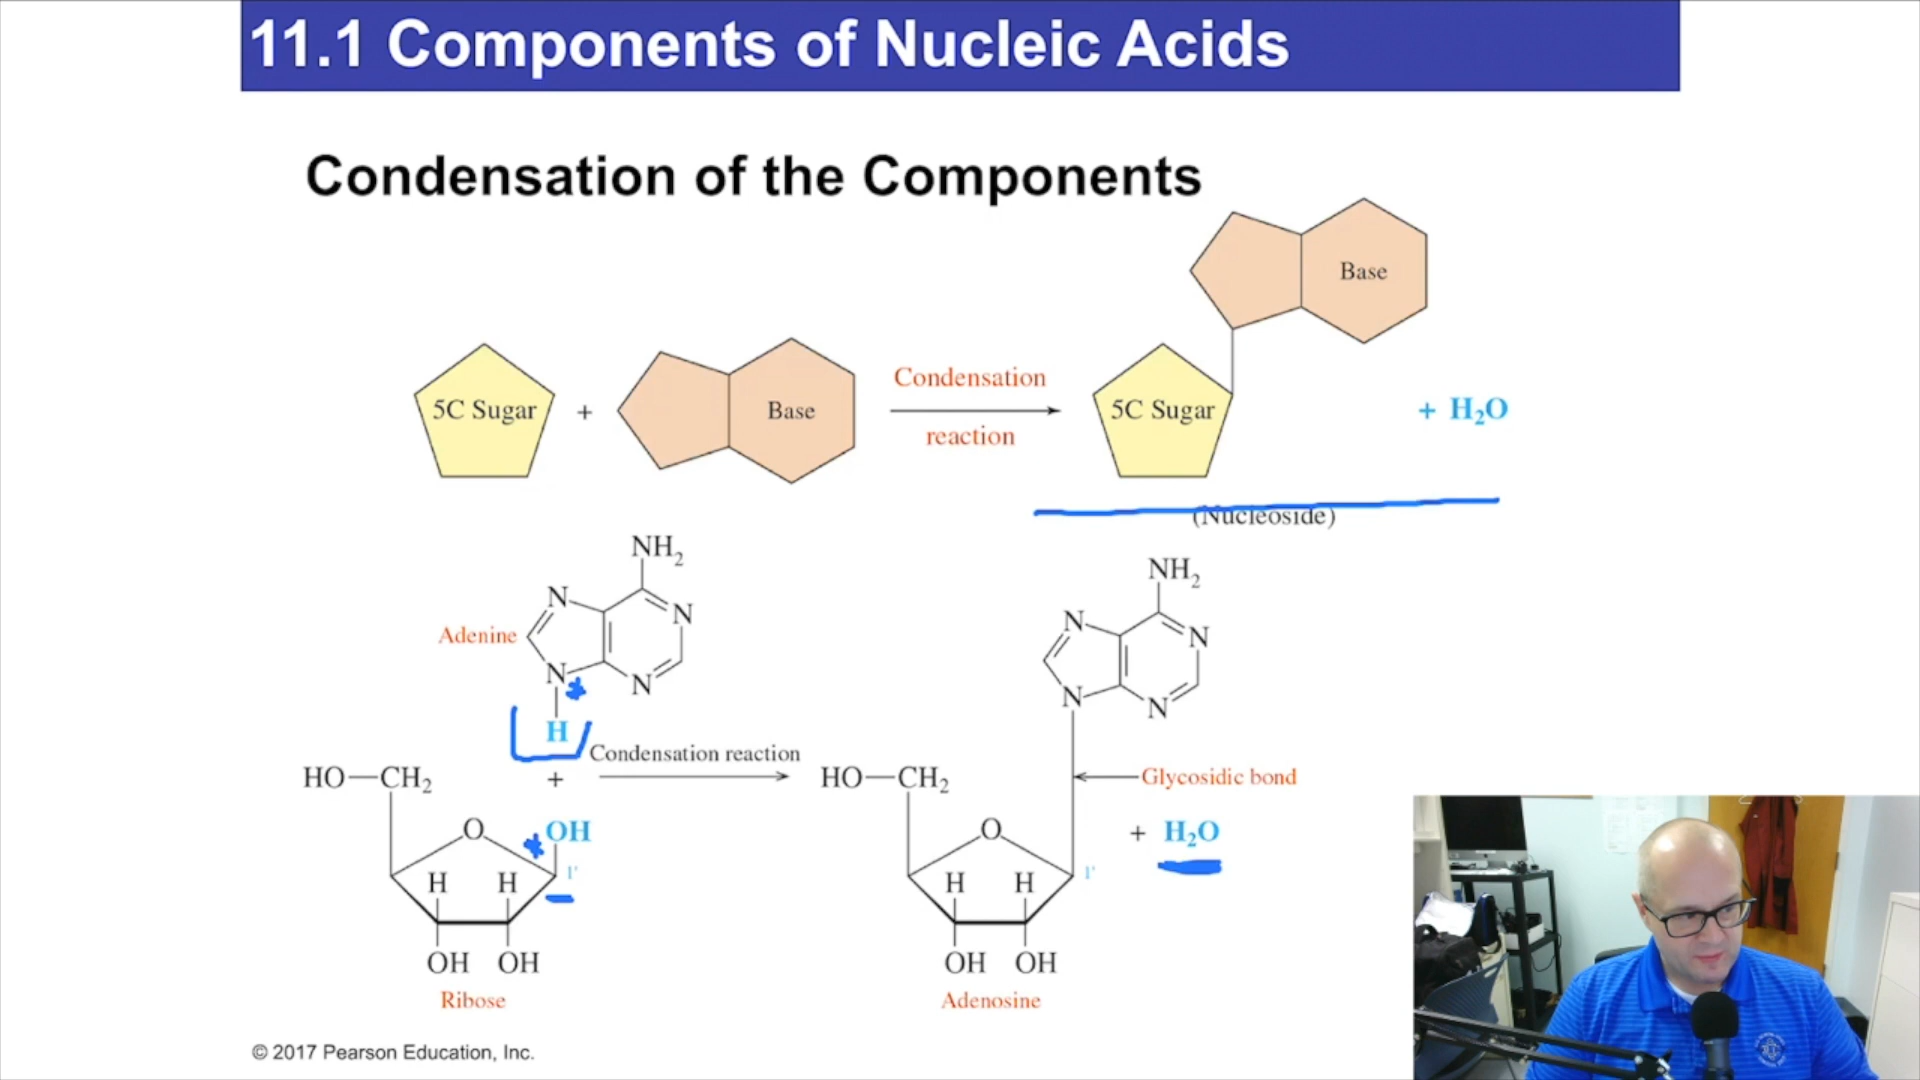 11.1 Components of Nucleic Acids
Condensation of the Components
5C Sugar
+
Base
Condensation
reaction
5C Sugar
Base
+ H₂O
(Nucleoside)
NH₂
N
N
Adenine
N
N
H
HO—CH₂
+
Condensation reaction
O
OH
1'
H
H
OH
OH
Ribose
NH₂
N
N
N
N
HO—CH₂
Glycosidic bond
O
+ H₂O
1'
H
H
OH
OH
Adenosine
© 2017 Pearson Education, Inc.